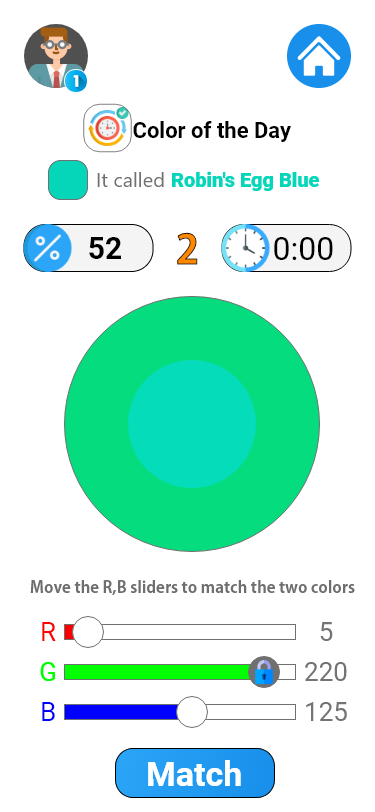 1
Color of the Day
It called Robin's Egg Blue
52 2 0:00
Move the R,B sliders to match the two colors
R 5
G 220
B 125
Match